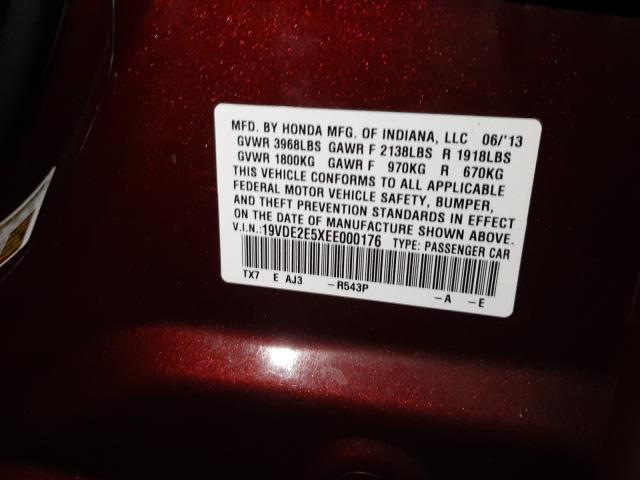 MFD. BY HONDA MFG. OF INDIANA, LLC 06/'13
GVWR 3968LBS GAWR F 2138LBS R 1918LBS
GVWR 1800KG GAWR F 970KG R 670KG
THIS VEHICLE CONFORMS TO ALL APPLICABLE
FEDERAL MOTOR VEHICLE SAFETY, BUMPER,
AND THEFT PREVENTION STANDARDS IN EFFECT
ON THE DATE OF MANUFACTURE SHOWN ABOVE.
V.I.N.:19VDE2E5XEE000176 TYPE: PASSENGER CAR
TX7 E AJ3 -R543P -A -E